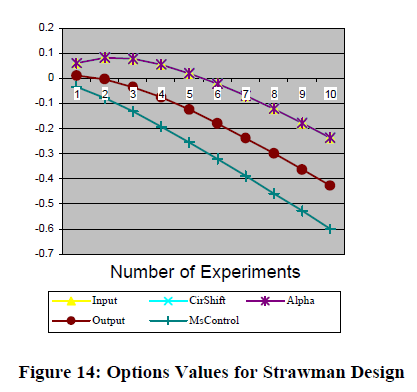 0.2
0.1
0
-0.1
-0.2
-0.3
-0.4
-0.5
-0.6
-0.7
1 2 3 4 5 6 7 8 9 10
Number of Experiments
Input CirShift Alpha
Output MsControl
Figure 14: Options Values for Strawman Design